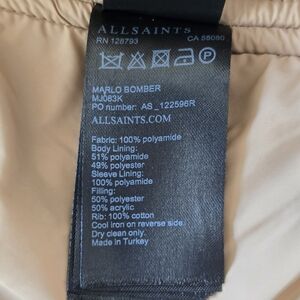 ALLSAINTS
RN 128793 CA 58080
P
MARLO BOMBER
MJ083K
PO number: AS_122596R
ALLSAINTS.COM
Fabric: 100% polyamide
Body Lining:
51% polyamide
49% polyester
Sleeve Lining:
100% polyamide
Filling:
50% polyester
50% acrylic
Rib: 100% cotton
Cool iron on reverse side.
Dry clean only.
Made in Turkey